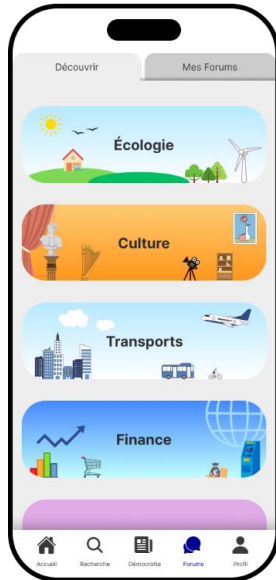 Découvrir
Mes Forums
Écologie
Culture
Transports
Finance
Accueil
Recherche
Démocratie
Forums
Profil